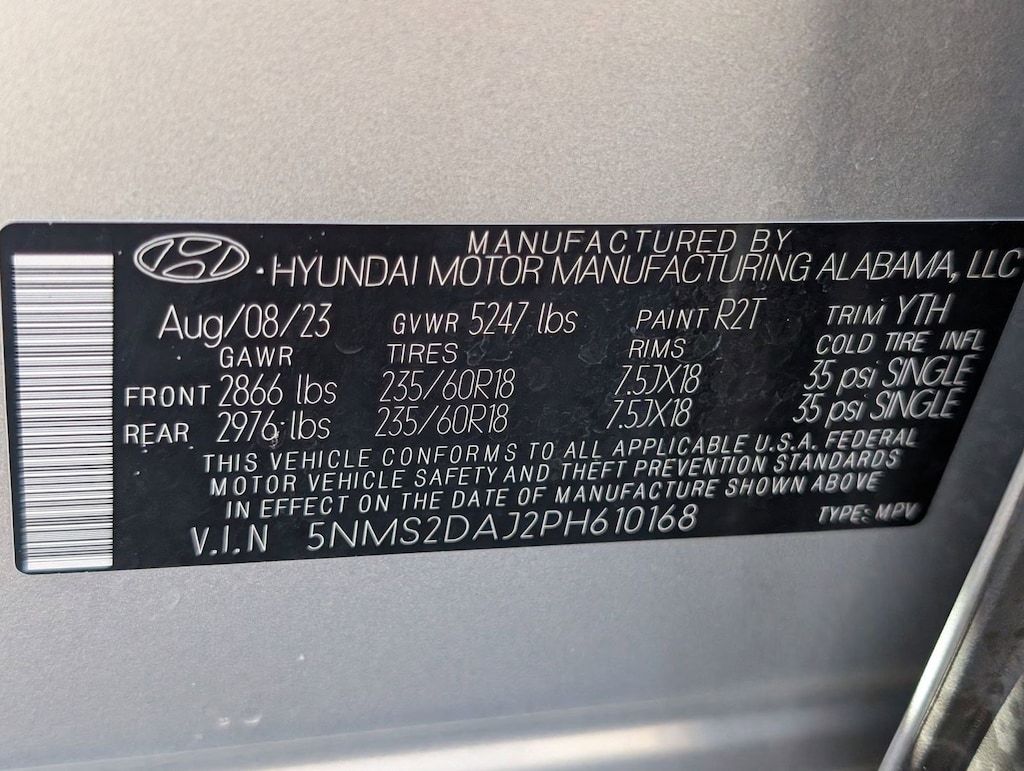 MANUFACTURED BY
HYUNDAI MOTOR MANUFACTURING ALABAMA, LLC
Aug/08/23 GVWR 5247 lbs PAINT R2T TRIM YTH
GAWR TIRES RIMS COLD TIRE INFL
FRONT 2866 lbs 235/60R18 7.5JX18 35 psi SINGLE
REAR 2976 lbs 235/60R18 7.5JX18 35 psi SINGLE
THIS VEHICLE CONFORMS TO ALL APPLICABLE U.S.A. FEDERAL
MOTOR VEHICLE SAFETY AND THEFT PREVENTION STANDARDS
IN EFFECT ON THE DATE OF MANUFACTURE SHOWN ABOVE
V.I.N 5NMS2DAJ2PH610168 TYPE: MPV